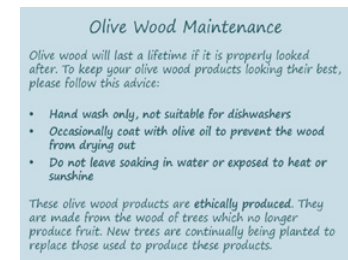 Olive Wood Maintenance
Olive wood will last a lifetime if it is properly looked
after. To keep your olive wood products looking their best,
please follow this advice:
• Hand wash only, not suitable for dishwashers
• Occasionally coat with olive oil to prevent the wood
from drying out
• Do not leave soaking in water or exposed to heat or
sunshine
These olive wood products are ethically produced. They
are made from the wood of trees which no longer
produce fruit. New trees are continually being planted to
replace those used to produce these products.